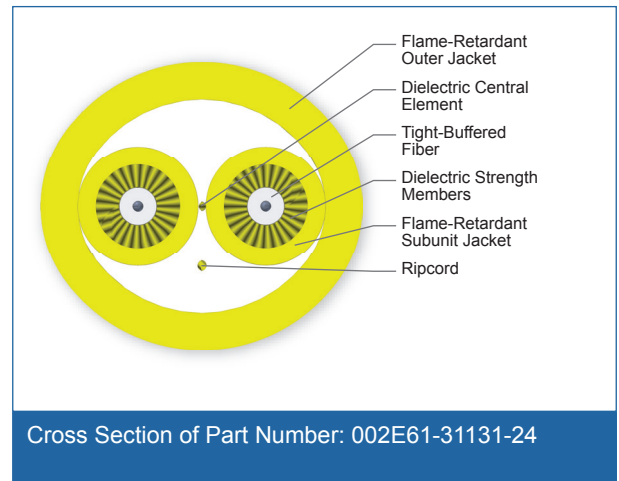 Flame-Retardant
Outer Jacket
Dielectric Central
Element
Tight-Buffered
Fiber
Dielectric Strength
Members
Flame-Retardant
Subunit Jacket
Ripcord
Cross Section of Part Number: 002E61-31131-24